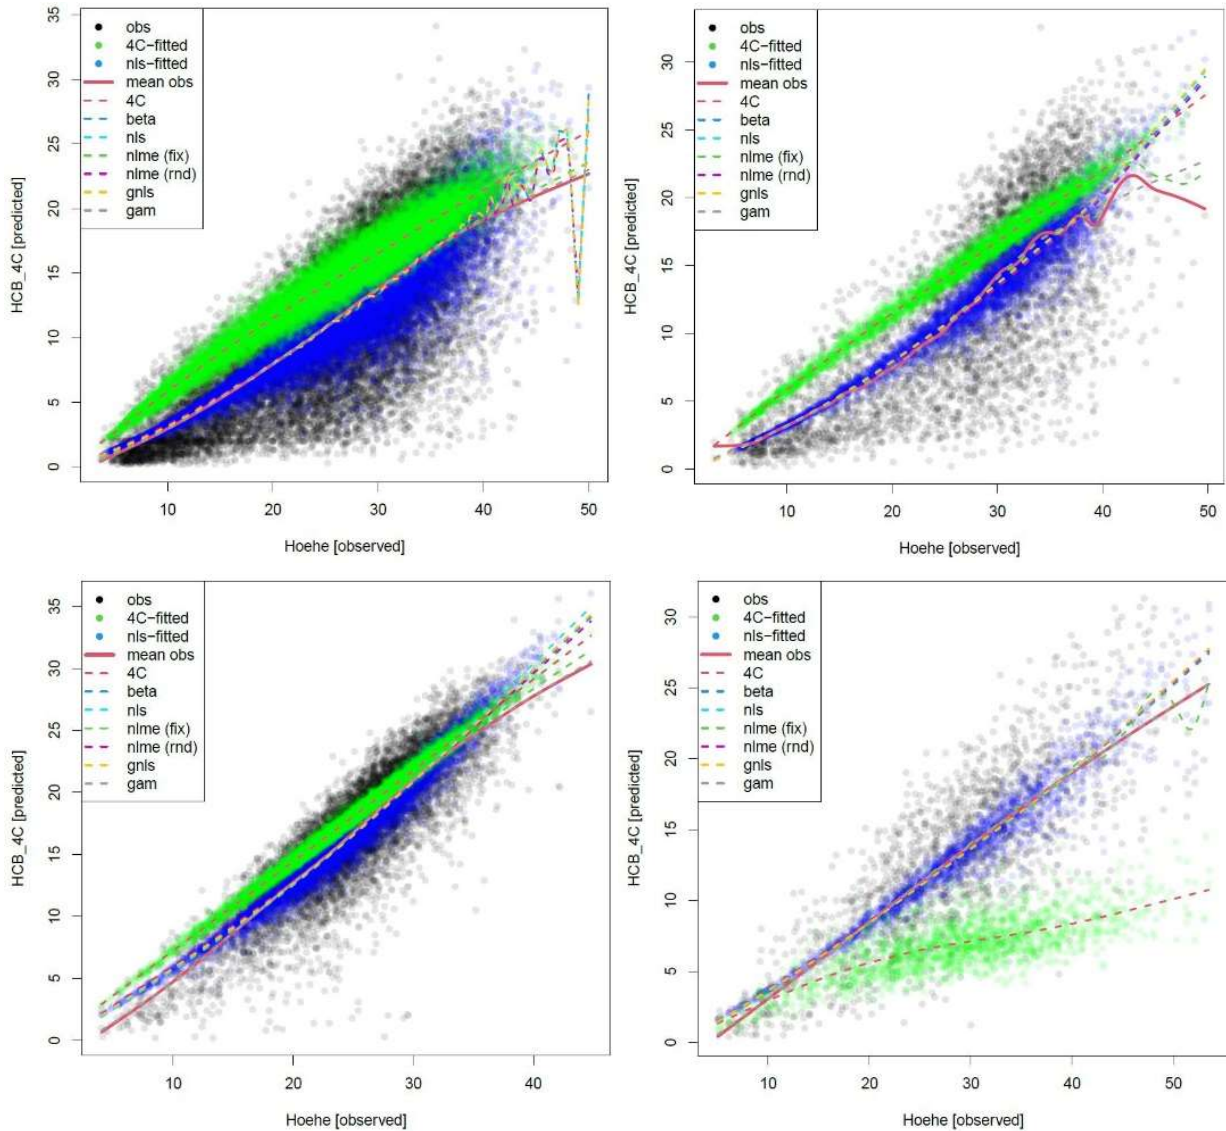 35
30
25
20
15
10
5
0
HCB_4C [predicted]
obs
4C-fitted
nls-fitted
mean obs
4C
beta
nls
nlme (fix)
nlme (rnd)
gnls
gam
10
20
30
40
50
Hoehe [observed]
30
25
20
15
10
5
0
HCB_4C [predicted]
obs
4C-fitted
nls-fitted
mean obs
4C
beta
nls
nlme (fix)
nlme (rnd)
gnls
gam
10
20
30
40
50
Hoehe [observed]
35
30
25
20
15
10
5
0
HCB_4C [predicted]
obs
4C-fitted
nls-fitted
mean obs
4C
beta
nls
nlme (fix)
nlme (rnd)
gnls
gam
10
20
30
40
Hoehe [observed]
30
25
20
15
10
5
0
HCB_4C [predicted]
obs
4C-fitted
nls-fitted
mean obs
4C
beta
nls
nlme (fix)
nlme (rnd)
gnls
gam
10
20
30
40
50
Hoehe [observed]